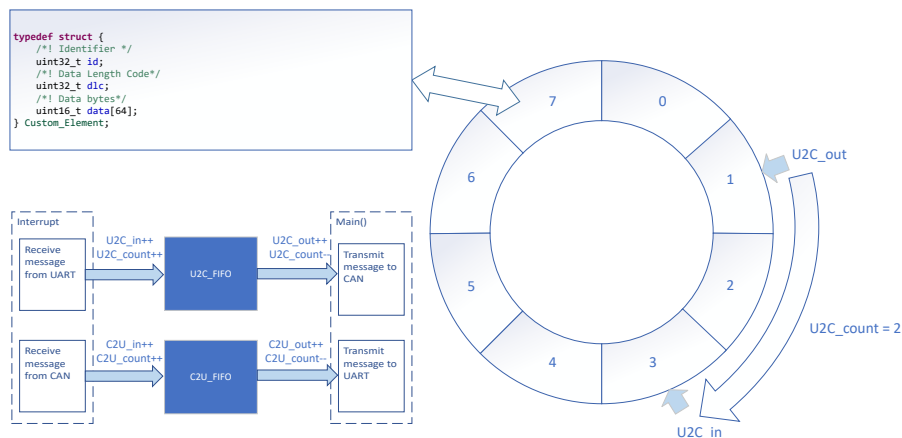 typedef struct {
/*! Identifier */
uint32_t id;
/*! Data Length Code*/
uint32_t dlc;
/*! Data bytes*/
uint16_t data[64];
} Custom_Element;
7
0
6
1
5
2
4
3
U2C_out
U2C_count = 2
U2C_in
Interrupt
Main()
Receive
message
from UART
U2C_in++
U2C_count++
U2C_FIFO
U2C_out++
U2C_count--
Transmit
message to
CAN
Receive
message
from CAN
C2U_in++
C2U_count++
C2U_FIFO
C2U_out++
C2U_count--
Transmit
message to
UART